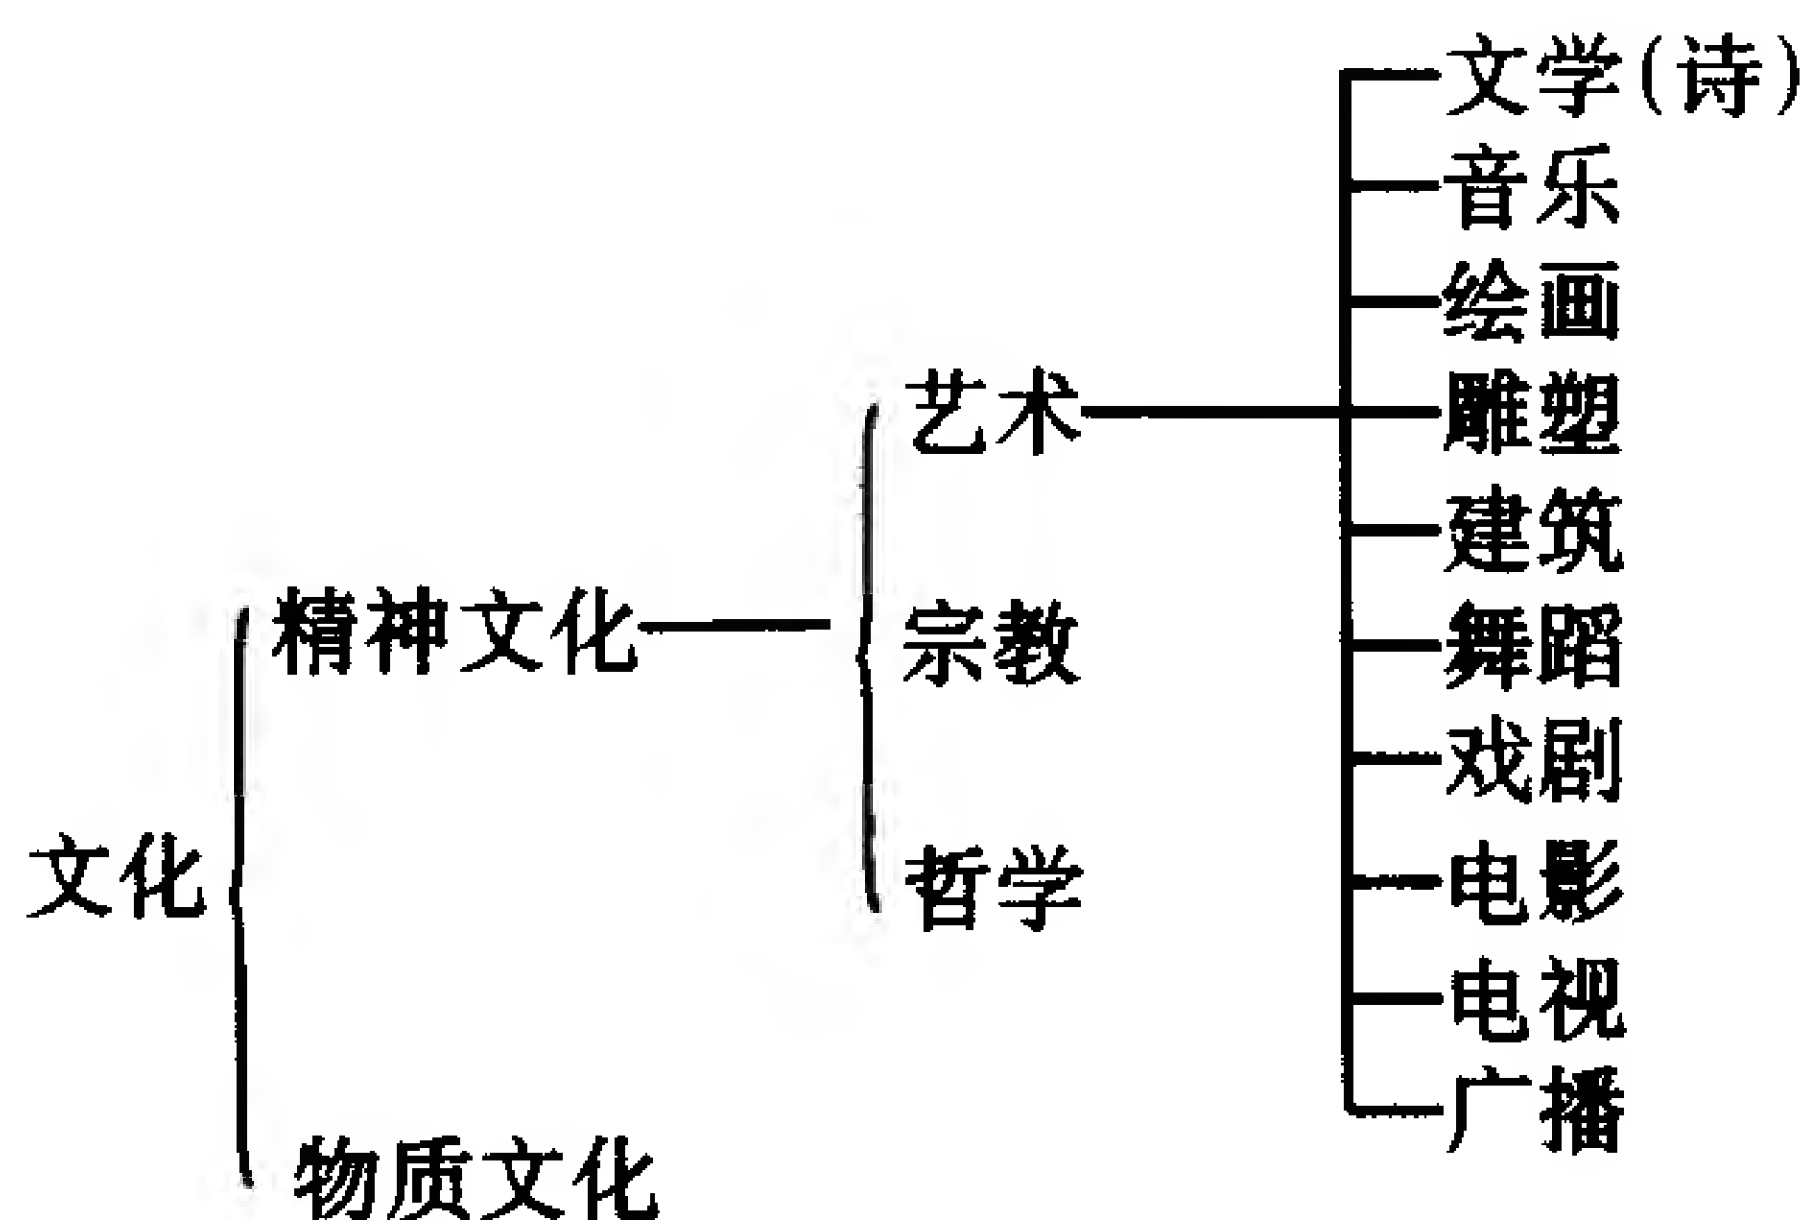 文学(诗)
音乐
绘画
艺术
雕塑
建筑
精神文化
宗教
舞蹈
戏剧
文化
哲学
电影
电视
广播
物质文化